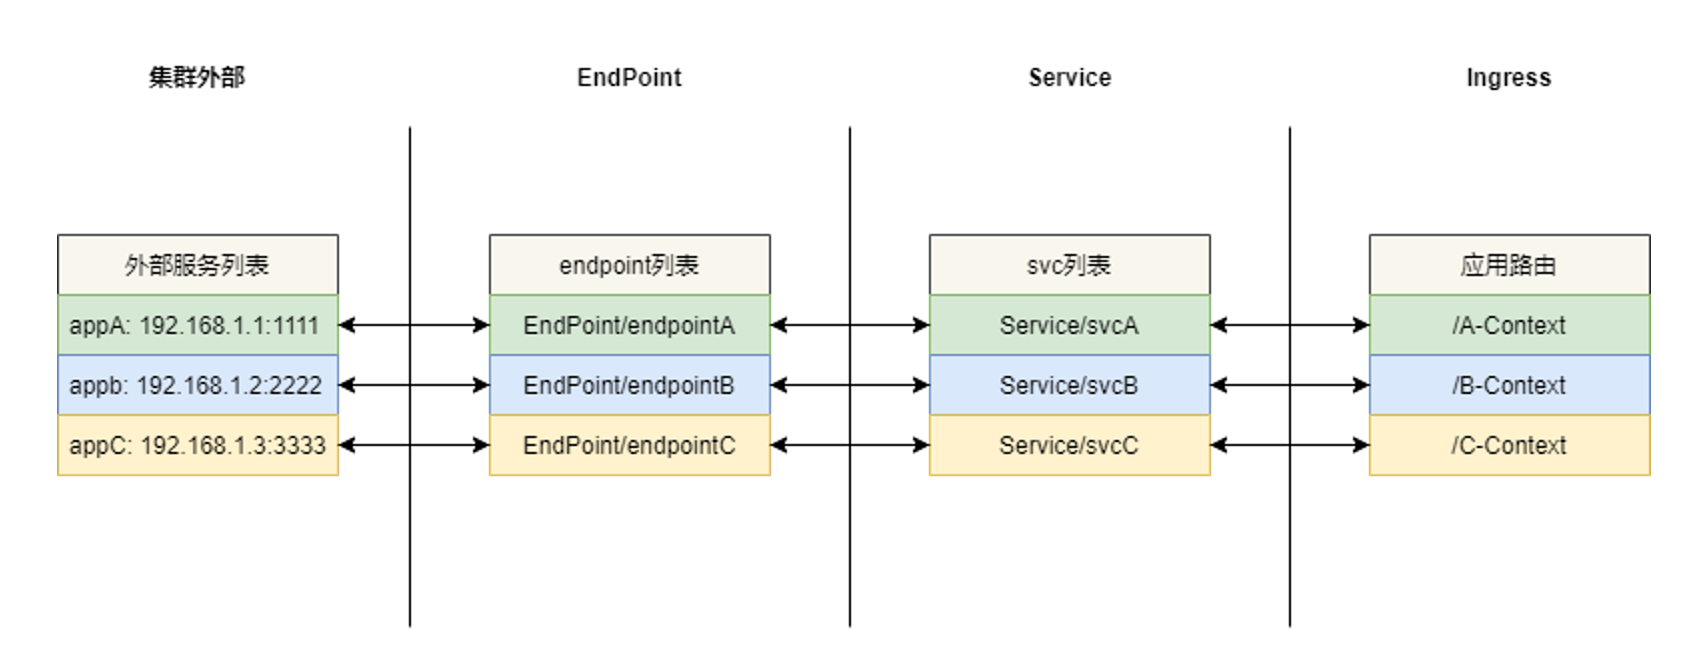 集群外部
EndPoint
Service
Ingress
外部服务列表
endpoint列表
svc列表
应用路由
appA: 192.168.1.1:1111
EndPoint/endpointA
Service/svcA
/A-Context
appb: 192.168.1.2:2222
EndPoint/endpointB
Service/svcB
/B-Context
appC: 192.168.1.3:3333
EndPoint/endpointC
Service/svcC
/C-Context